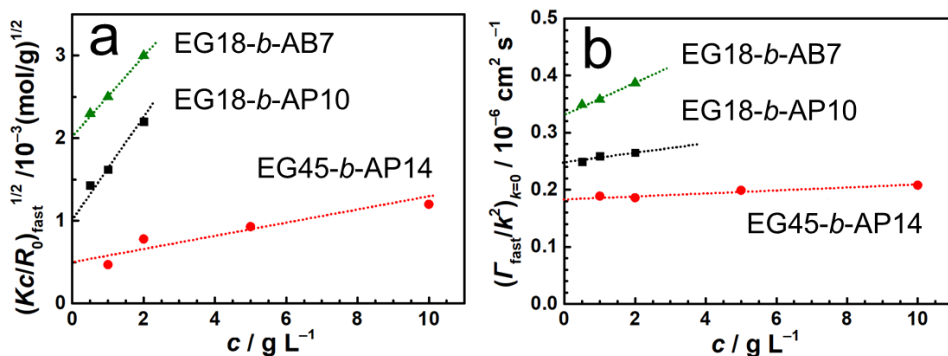 a
(Kc/R₀)fast^1/2 /10⁻³(mol/g)^1/2
3
2
1
0
EG18-b-AB7
EG18-b-AP10
EG45-b-AP14
0 2 4 6 8 10
c / g L⁻¹
b
(Γfast/k²)k=0 / 10⁻⁶ cm² s⁻¹
0.5
0.4
0.3
0.2
0.1
0.0
EG18-b-AB7
EG18-b-AP10
EG45-b-AP14
0 2 4 6 8 10
c / g L⁻¹